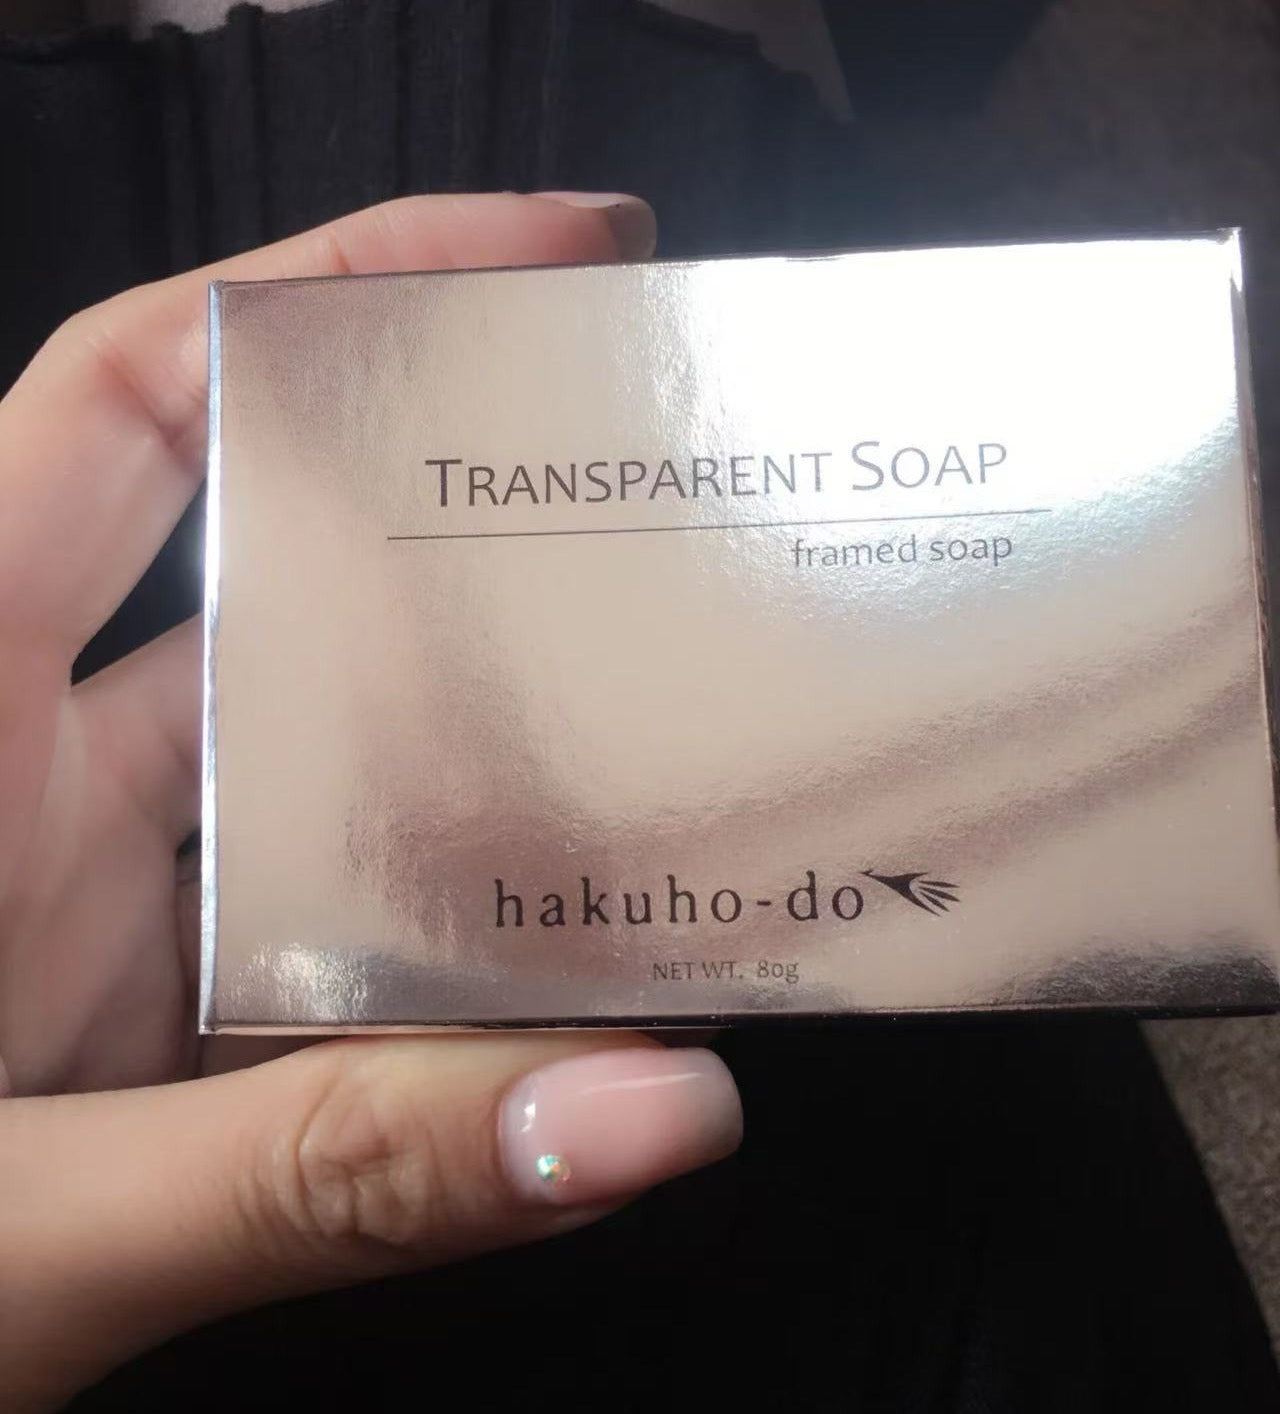 TRANSPARENT SOAP
framed soap
hakuho-do
NET WT. 80g